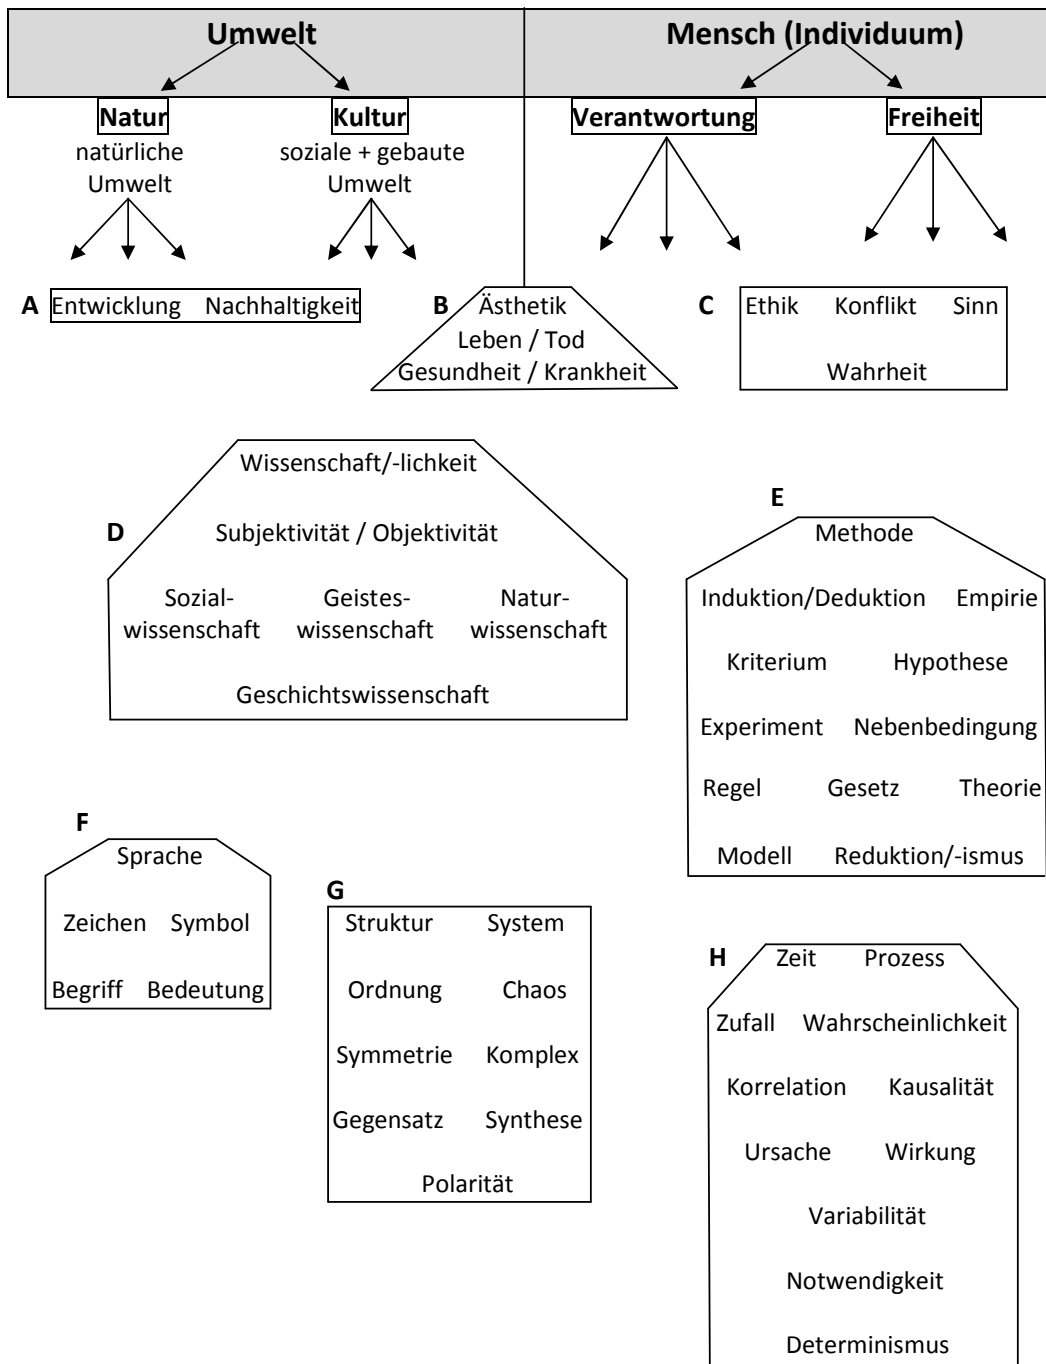 Umwelt Mensch (Individuum)
Natur Kultur Verantwortung Freiheit
natürliche soziale + gebaute
Umwelt Umwelt
A Entwicklung Nachhaltigkeit B Ästhetik C Ethik Konflikt Sinn
Leben / Tod
Gesundheit / Krankheit Wahrheit
Wissenschaft/-lichkeit
D Subjektivität / Objektivität
Sozial- Geistes- Natur-
wissenschaft wissenschaft wissenschaft
Geschichtswissenschaft
E
Methode
Induktion/Deduktion Empirie
Kriterium Hypothese
Experiment Nebenbedingung
Regel Gesetz Theorie
Modell Reduktion/-ismus
F
Sprache
Zeichen Symbol
Begriff Bedeutung
G
Struktur System
Ordnung Chaos
Symmetrie Komplex
Gegensatz Synthese
Polarität
H Zeit Prozess
Zufall Wahrscheinlichkeit
Korrelation Kausalität
Ursache Wirkung
Variabilität
Notwendigkeit
Determinismus